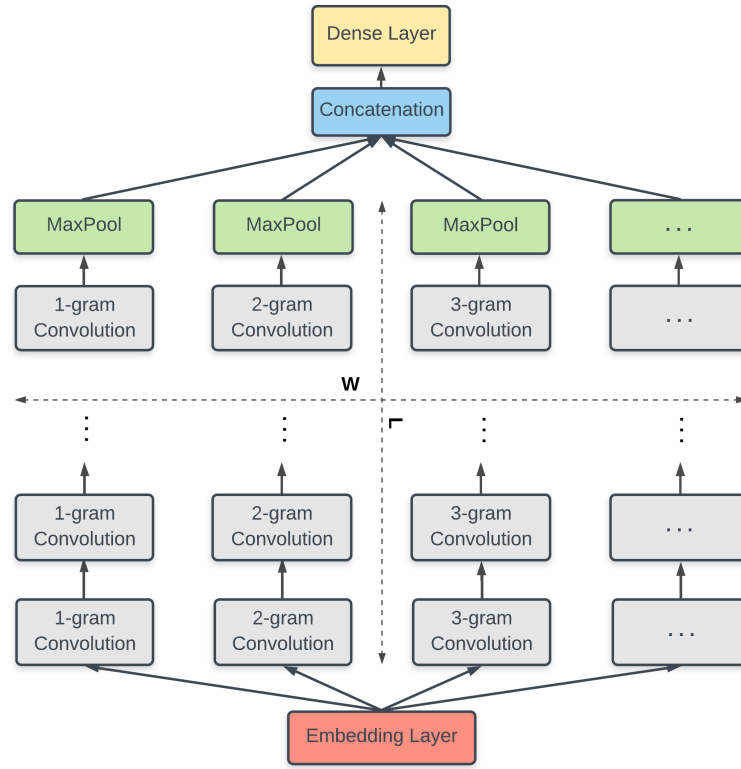 Dense Layer
Concatenation
MaxPool
MaxPool
MaxPool
...
1-gram
Convolution
2-gram
Convolution
3-gram
Convolution
...
W
L
...
...
...
...
1-gram
Convolution
2-gram
Convolution
3-gram
Convolution
...
1-gram
Convolution
2-gram
Convolution
3-gram
Convolution
...
Embedding Layer